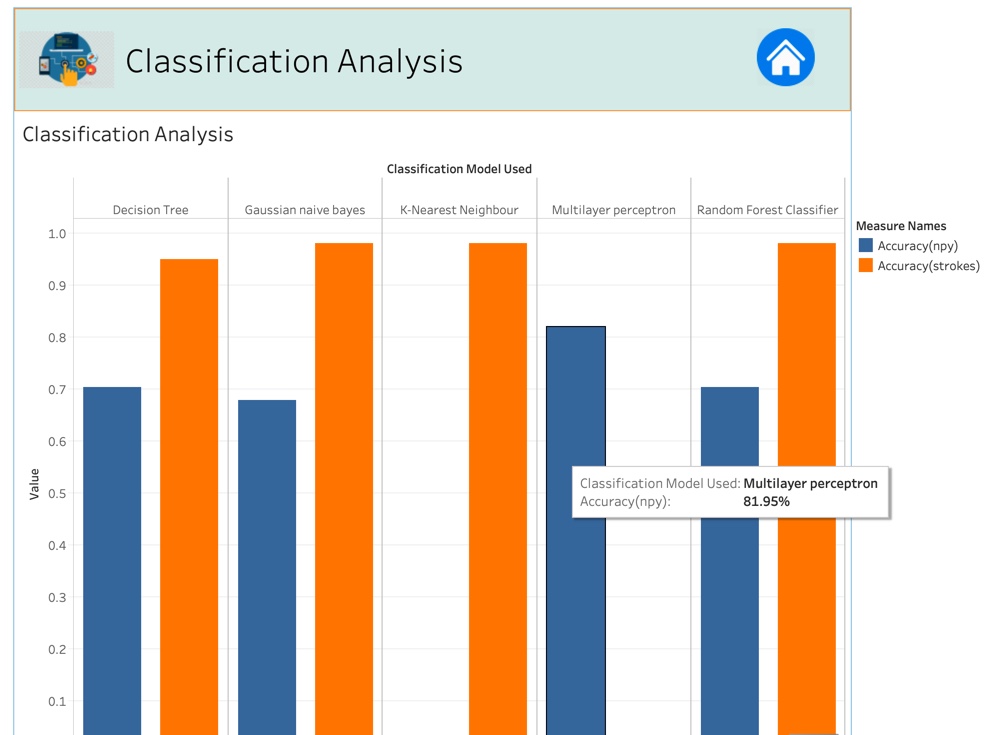 Classification Analysis
Classification Analysis
Classification Model Used
Decision Tree
Gaussian naive bayes
K-Nearest Neighbour
Multilayer perceptron
Random Forest Classifier
Measure Names
Accuracy(npy)
Accuracy(strokes)
1.0
0.9
0.8
0.7
0.6
0.5
0.4
0.3
0.2
0.1
Value
Classification Model Used: Multilayer perceptron
Accuracy(npy): 81.95%